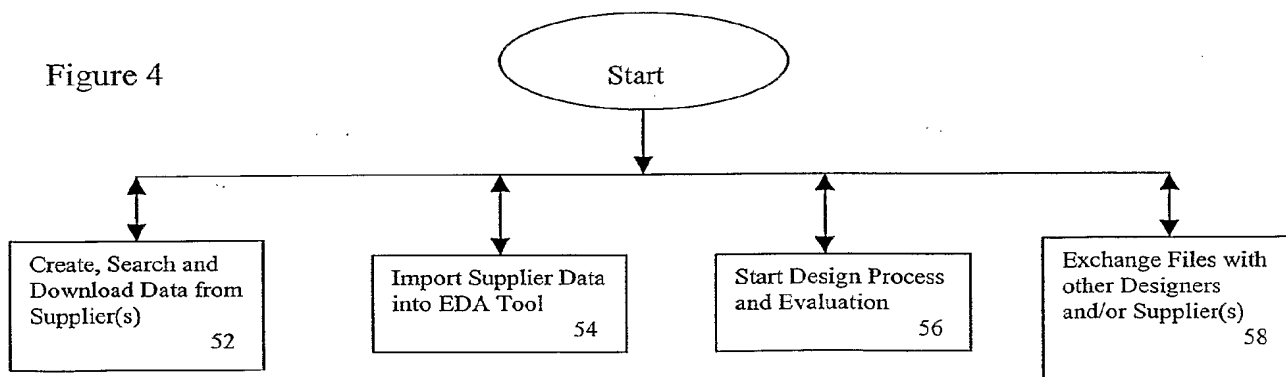 Figure 4
Start
Create, Search and
Download Data from
Supplier(s)
52
Import Supplier Data
into EDA Tool
54
Start Design Process
and Evaluation
56
Exchange Files with
other Designers
and/or Supplier(s)
58